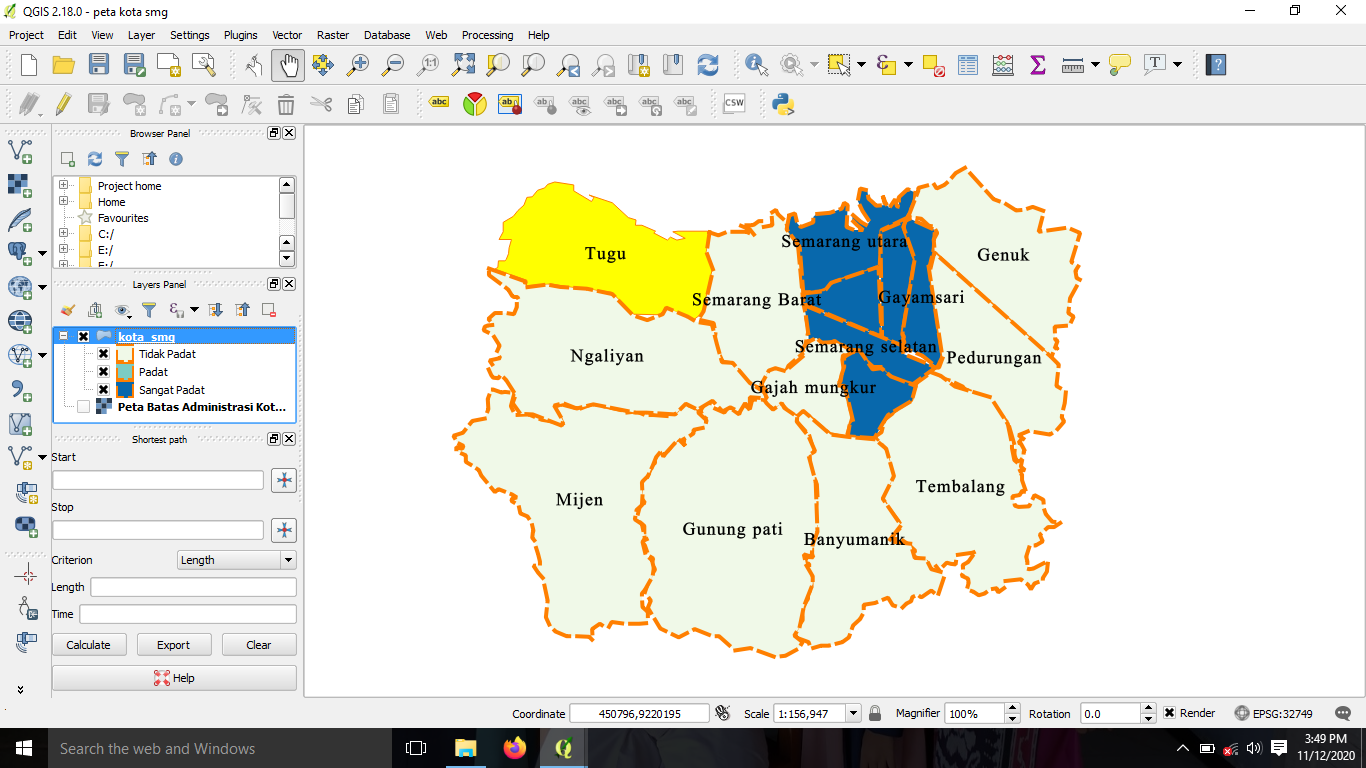 QGIS 2.18.0 - peta kota smg
Project Edit View Layer Settings Plugins Vector Raster Database Web Processing Help
abc ab abc abc abc abc abc CSW
Browser Panel
Project home
Home
Favourites
C:/
E:/
F:/
Layers Panel
kota_smg
Tidak Padat
Padat
Sangat Padat
Peta Batas Administrasi Kot...
Shortest path
Start
Stop
Criterion Length
Length
Time
Calculate Export Clear
Help
Tugu
Semarang utara
Genuk
Semarang Barat
Gayamsari
Ngaliyan
Semarang selatan
Pedurungan
Gajah mungkur
Mijen
Tembalang
Gunung pati
Banyumanik
Coordinate 450796,9220195 Scale 1:156,947 Magnifier 100% Rotation 0.0 Render EPSG:32749
Search the web and Windows
3:49 PM
11/12/2020